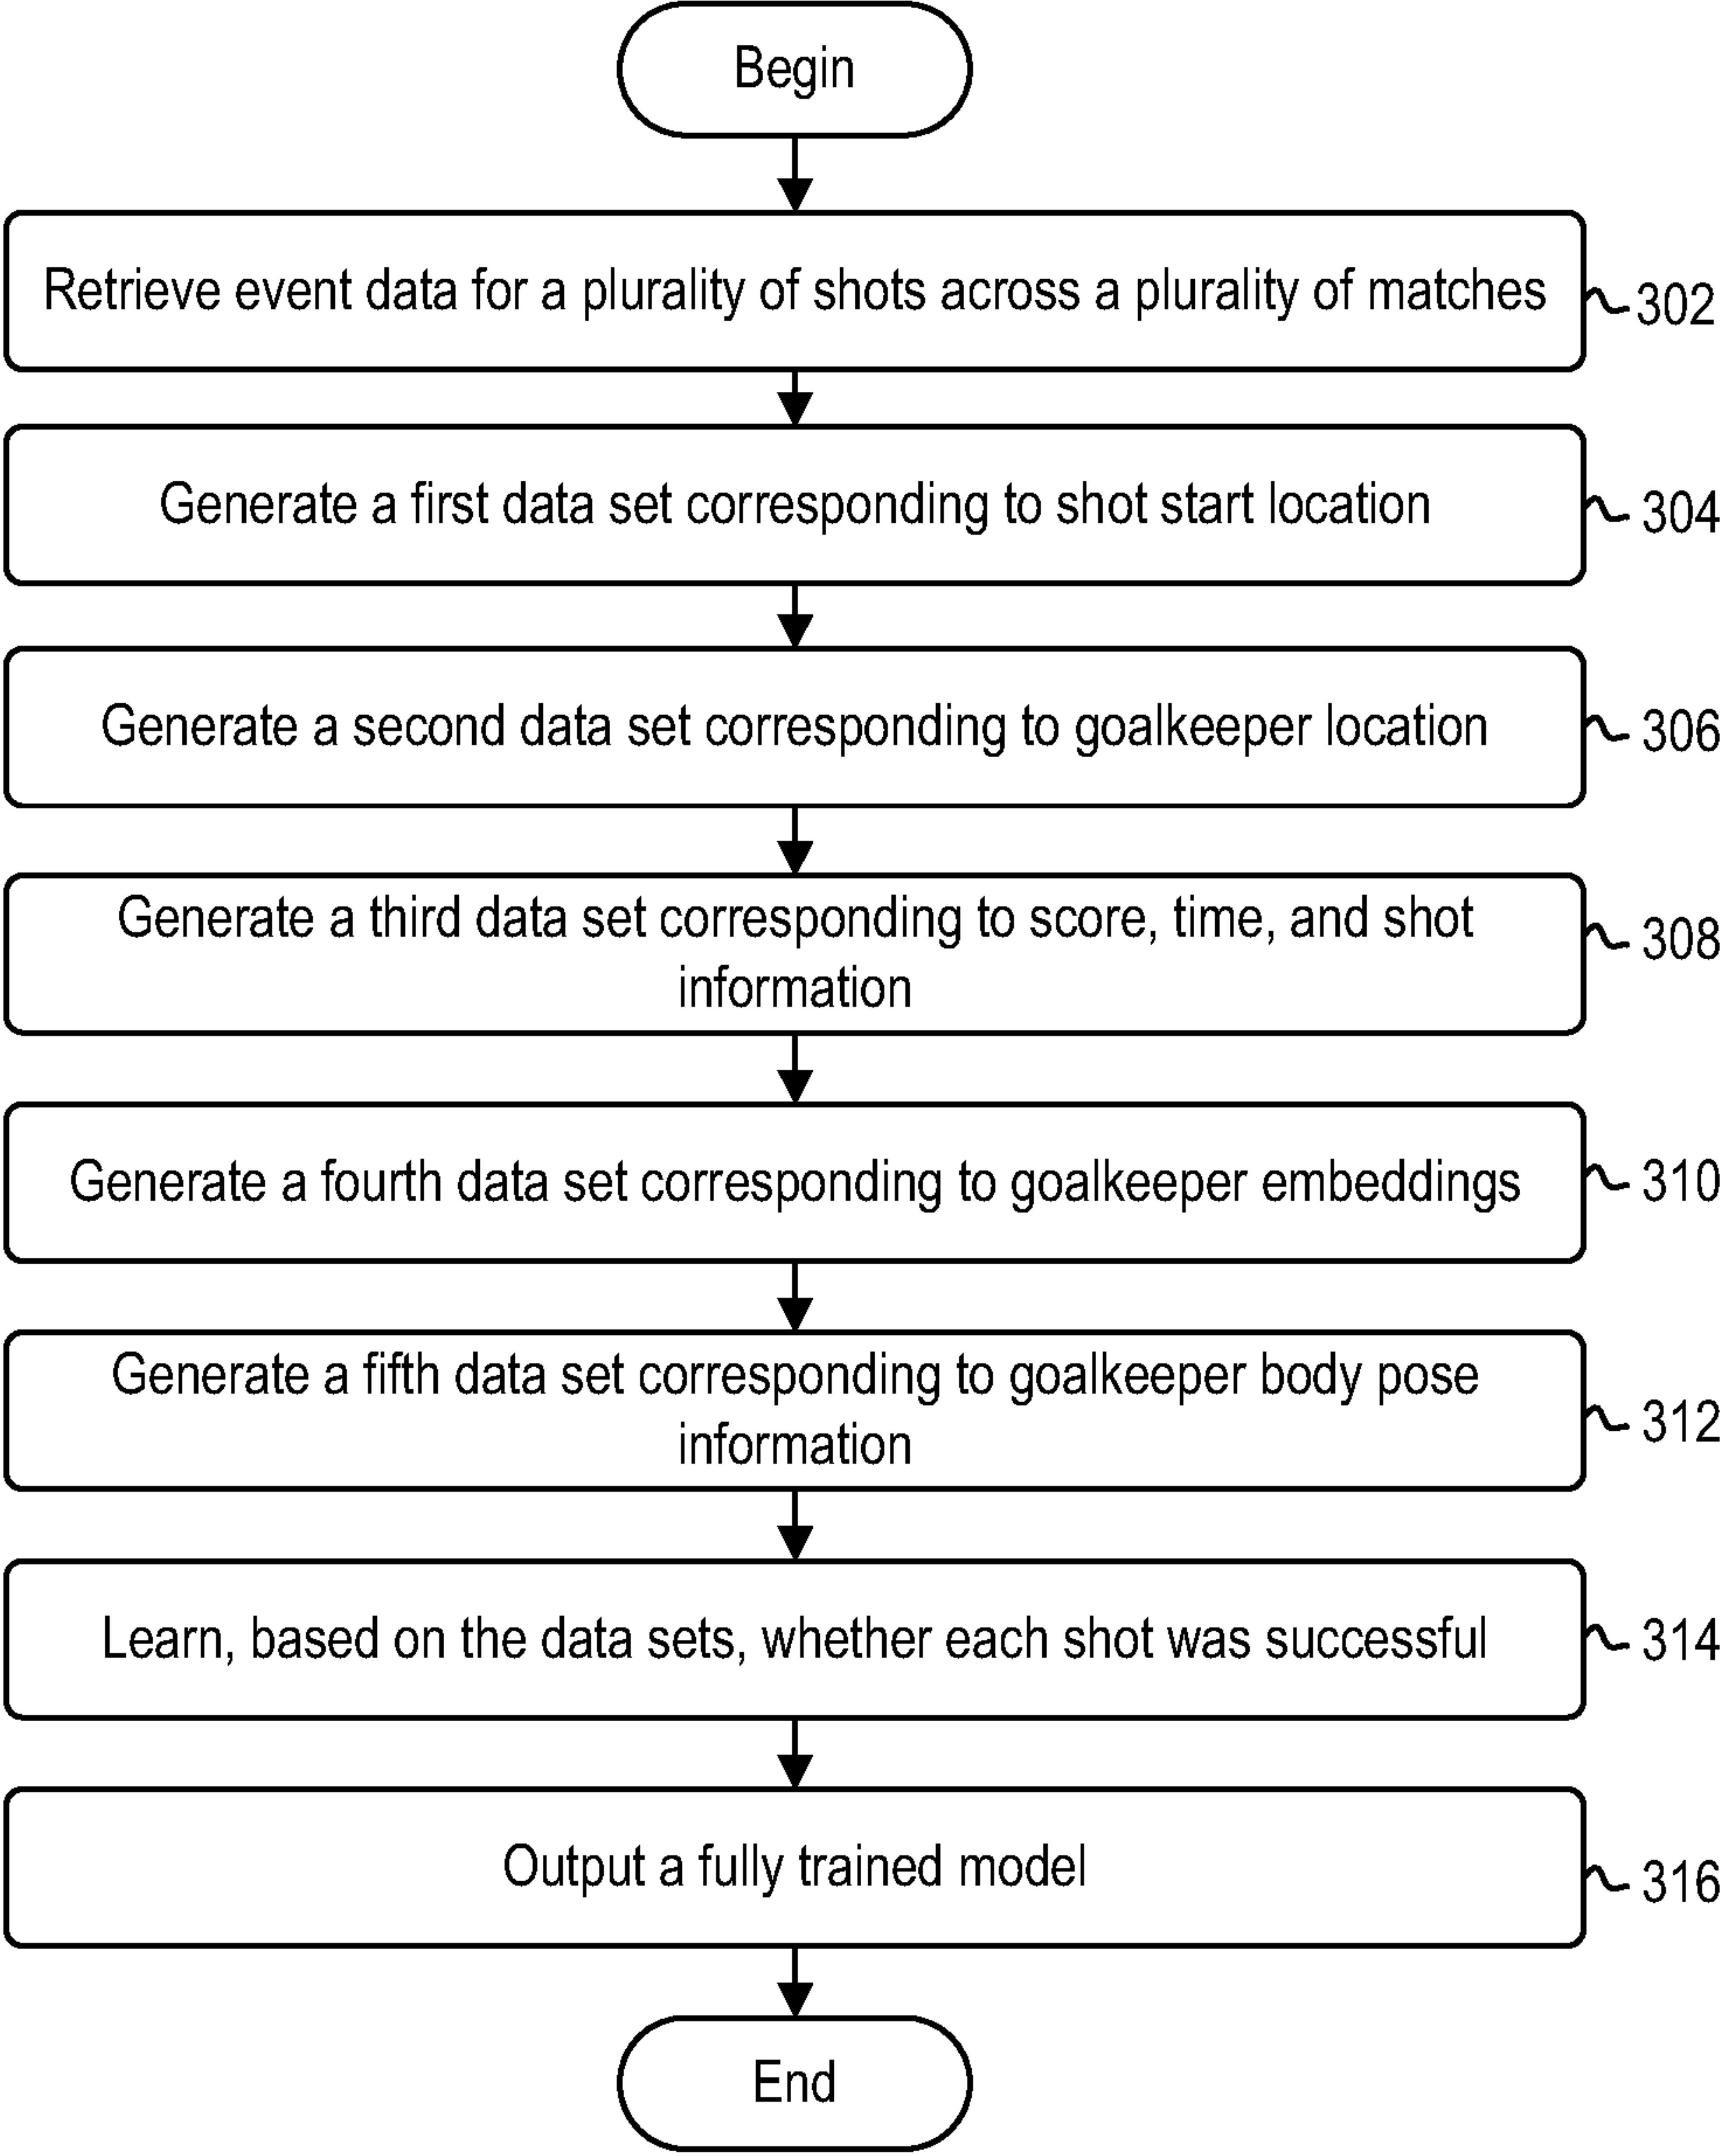 Begin
Retrieve event data for a plurality of shots across a plurality of matches
302
Generate a first data set corresponding to shot start location
304
Generate a second data set corresponding to goalkeeper location
306
Generate a third data set corresponding to score, time, and shot
information
308
Generate a fourth data set corresponding to goalkeeper embeddings
310
Generate a fifth data set corresponding to goalkeeper body pose
information
312
Learn, based on the data sets, whether each shot was successful
314
Output a fully trained model
316
End